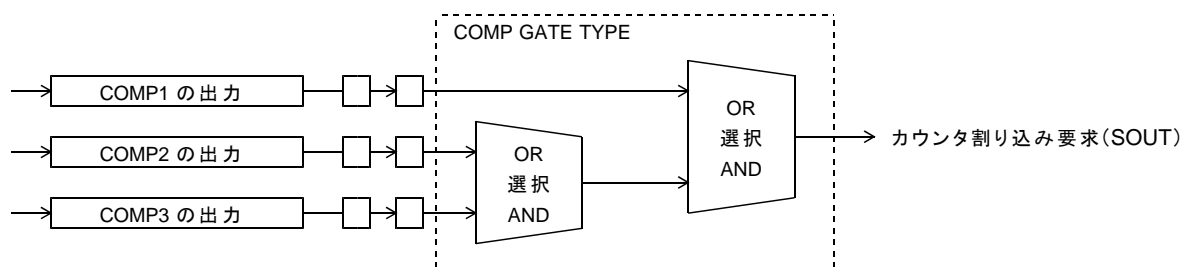 COMP GATE TYPE
COMP1 の出力
COMP2 の出力
COMP3 の出力
OR
選択
AND
OR
選択
AND
カウンタ割り込み要求(SOUT)